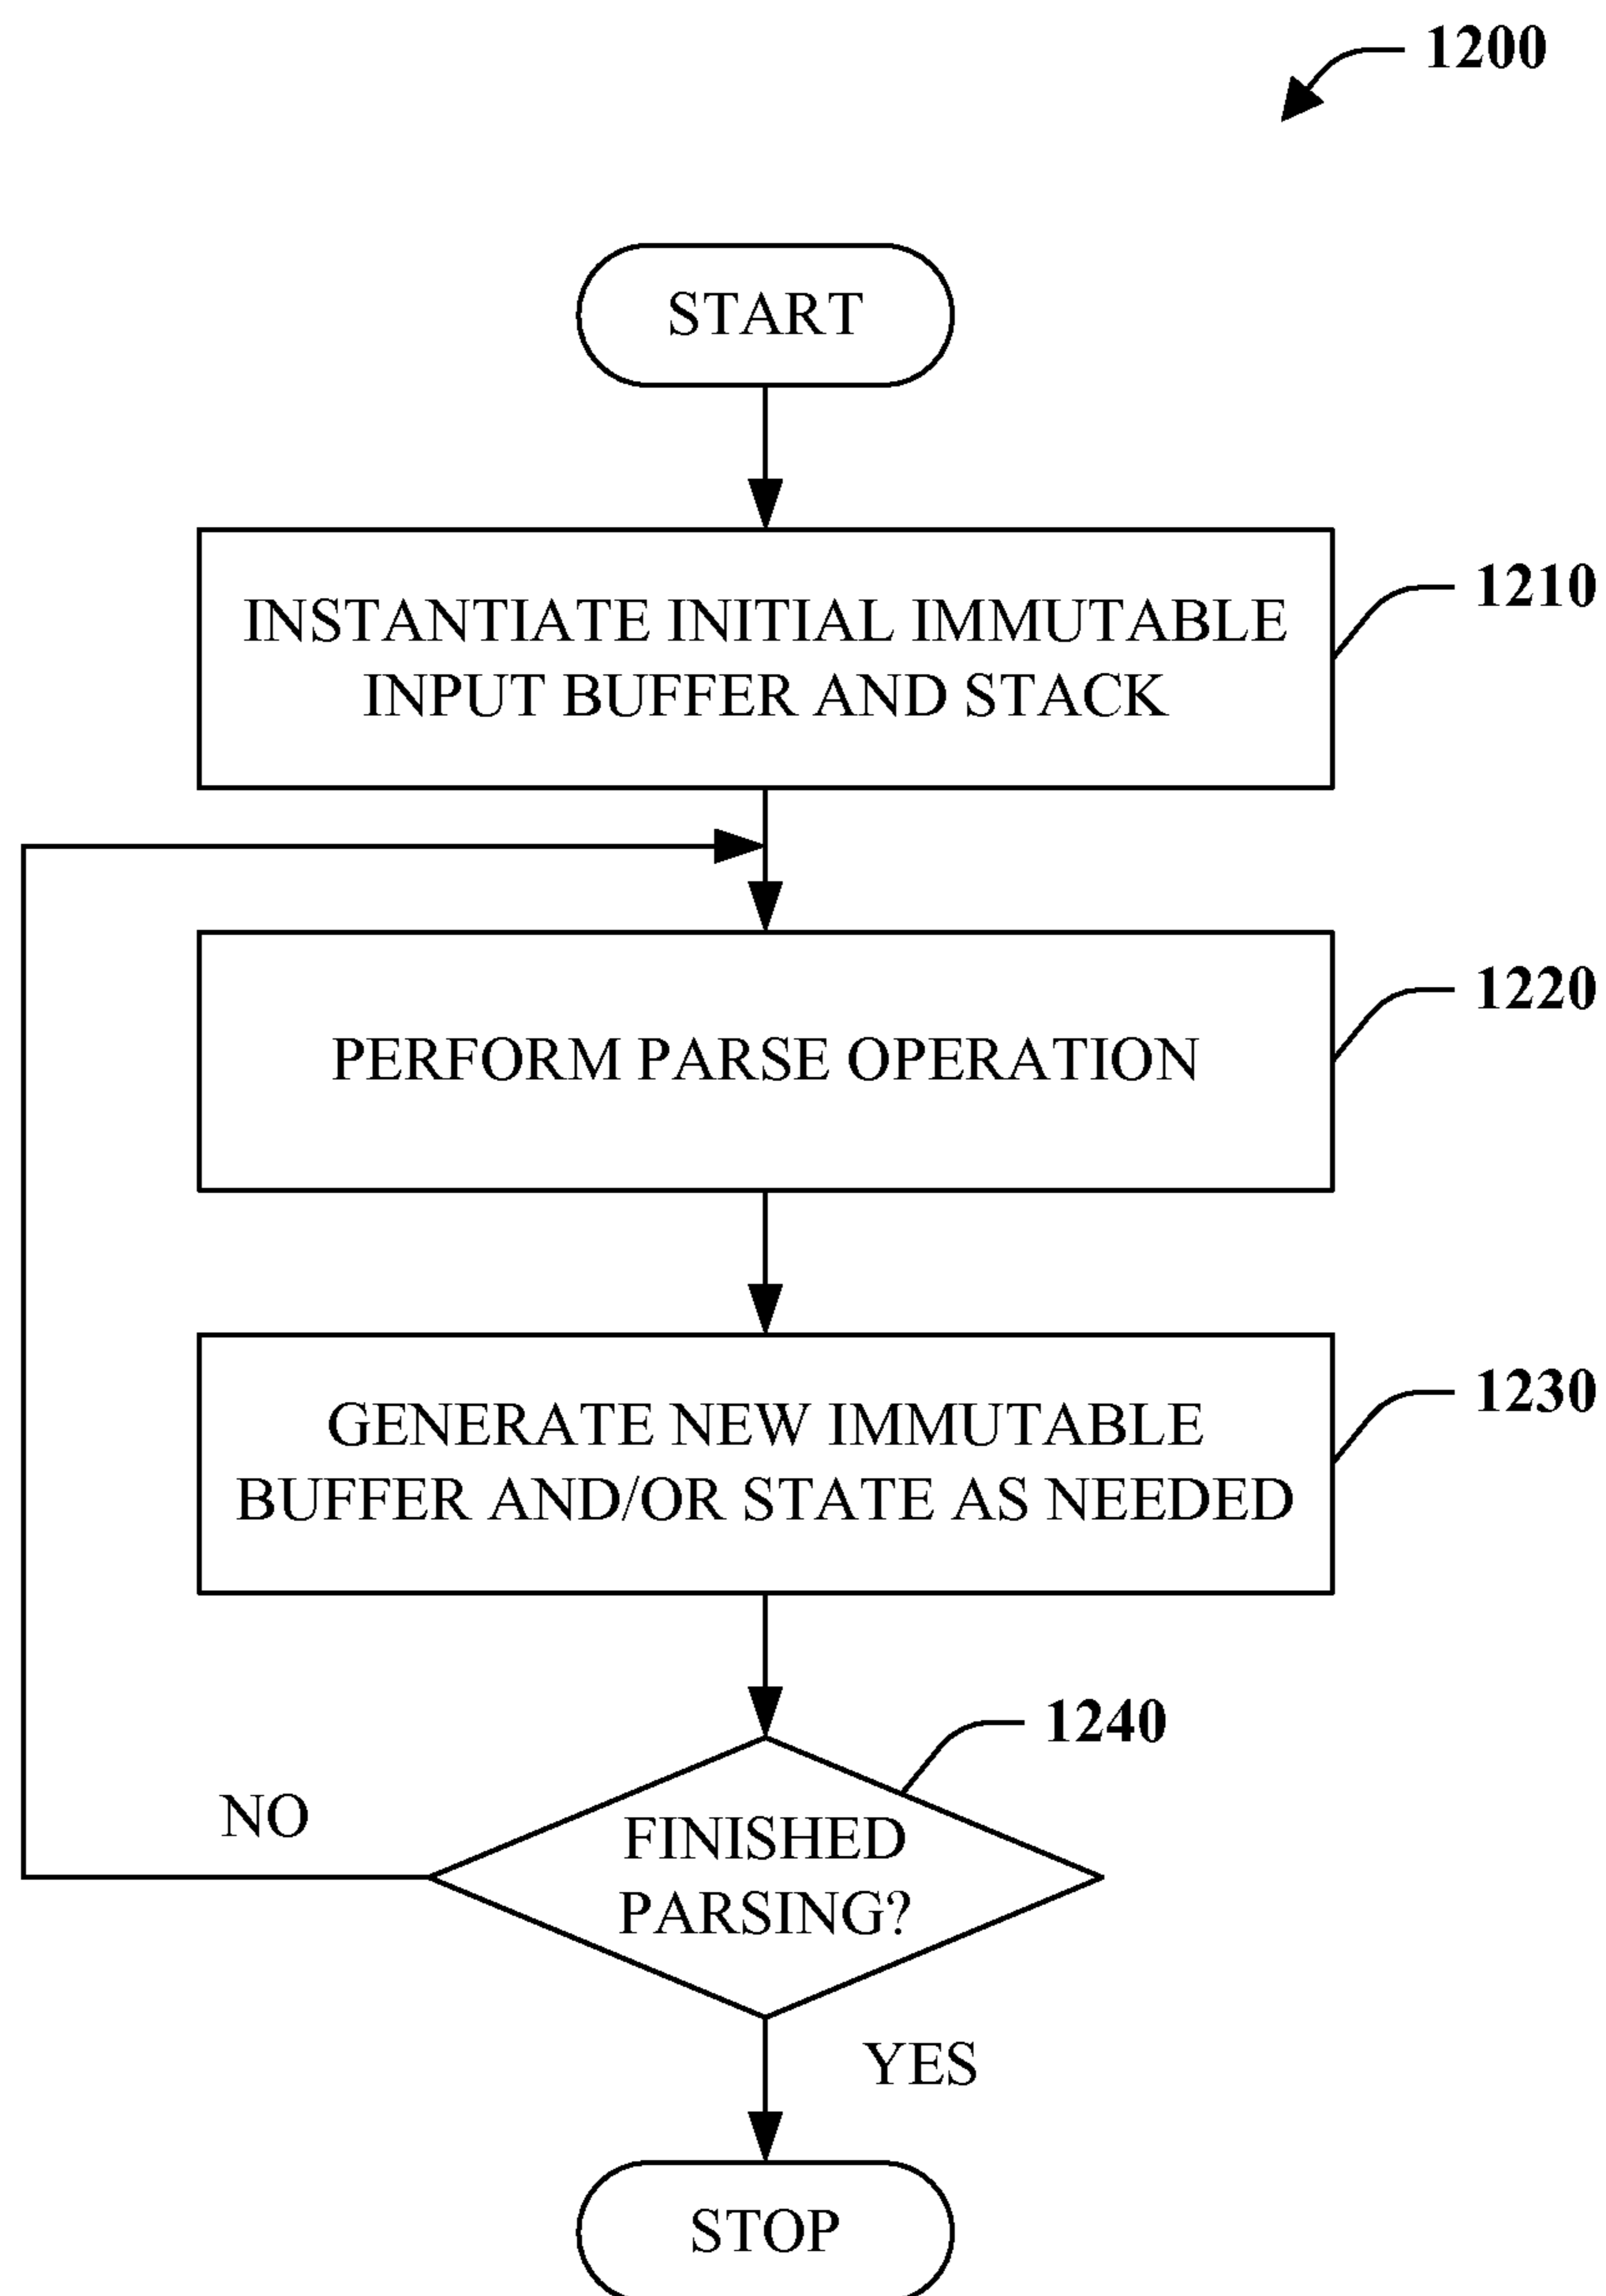 1200
START
INSTANTIATE INITIAL IMMUTABLE
INPUT BUFFER AND STACK
1210
PERFORM PARSE OPERATION
1220
GENERATE NEW IMMUTABLE
BUFFER AND/OR STATE AS NEEDED
1230
1240
FINISHED
PARSING?
NO
YES
STOP